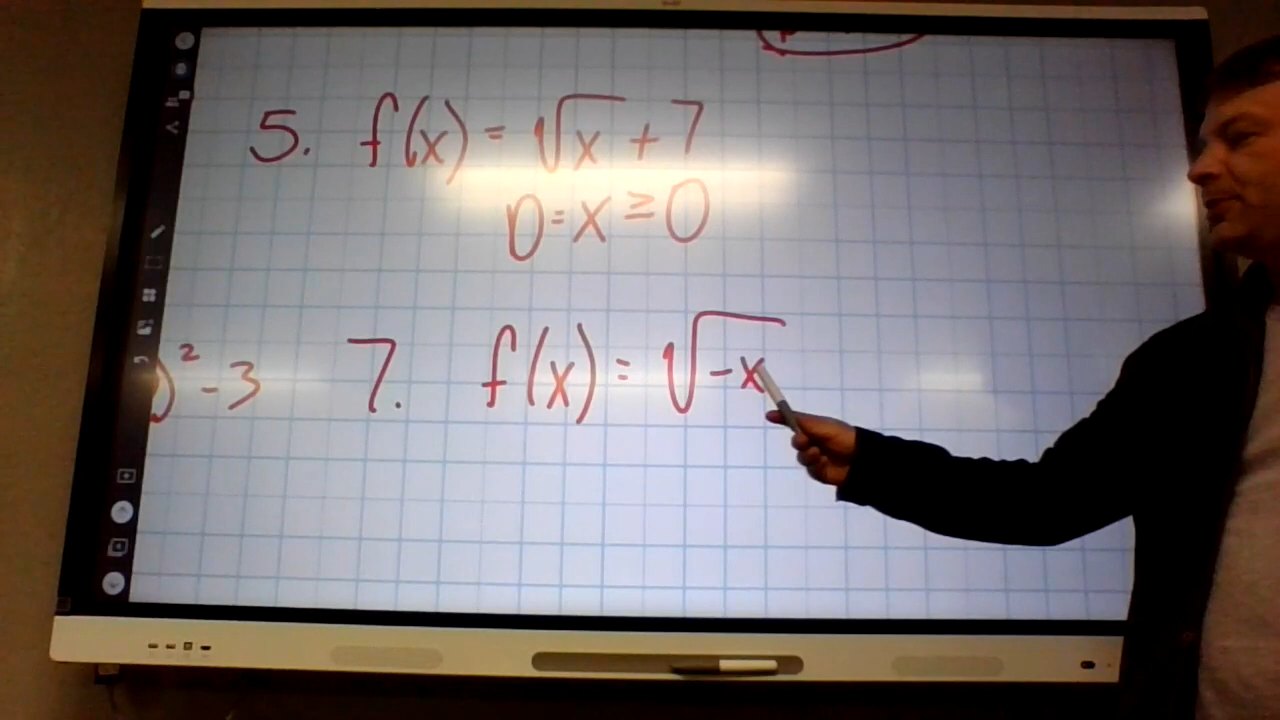 5. f(x) = √x + 7
D = x ≥ 0
)² - 3 7. f(x) = √-x